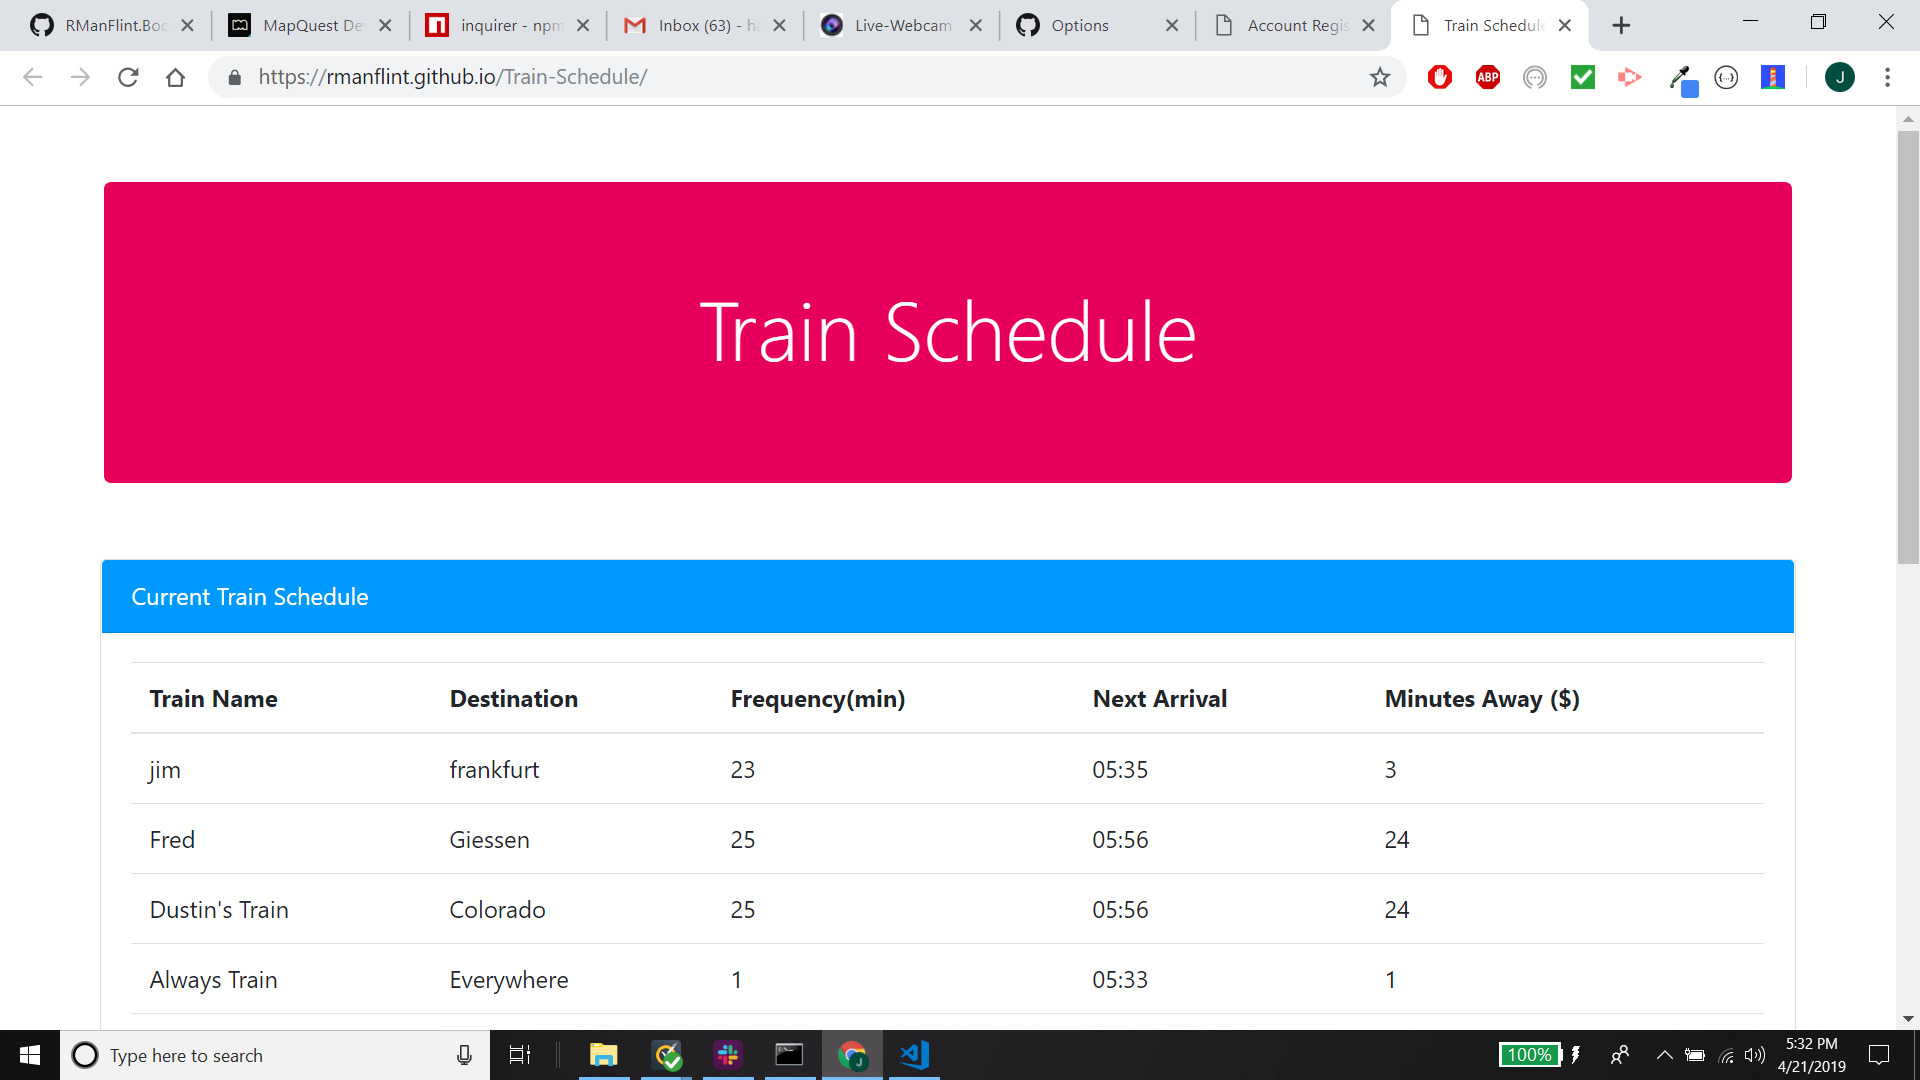 RManFlint.Boc
MapQuest De
inquirer - npm
Inbox (63) - h
Live-Webcam
Options
Account Regis
Train Schedule
https://rmanflint.github.io/Train-Schedule/
ABP
J
Train Schedule
Current Train Schedule
Train Name Destination Frequency(min) Next Arrival Minutes Away ($)
jim frankfurt 23 05:35 3
Fred Giessen 25 05:56 24
Dustin's Train Colorado 25 05:56 24
Always Train Everywhere 1 05:33 1
Type here to search
100%
5:32 PM
4/21/2019